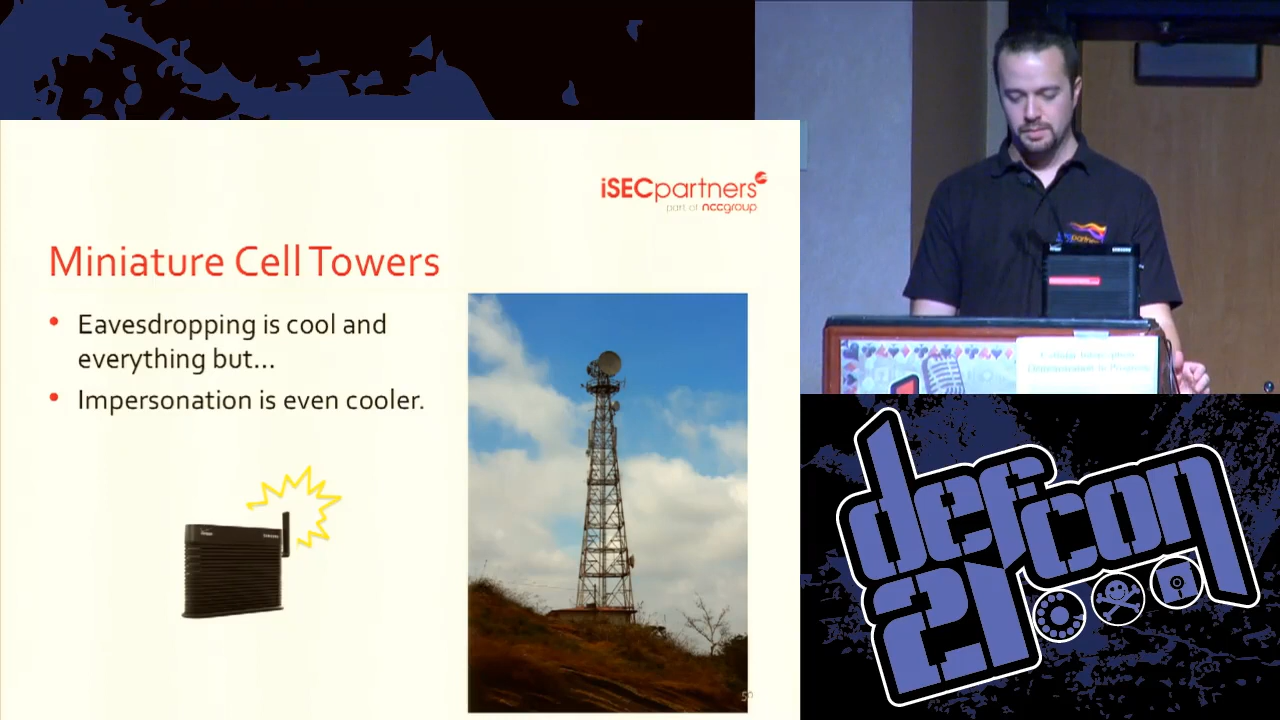 iSECpartners
part of nccgroup
Miniature Cell Towers
• Eavesdropping is cool and
everything but...
• Impersonation is even cooler.
SAMSUNG
defcon
21